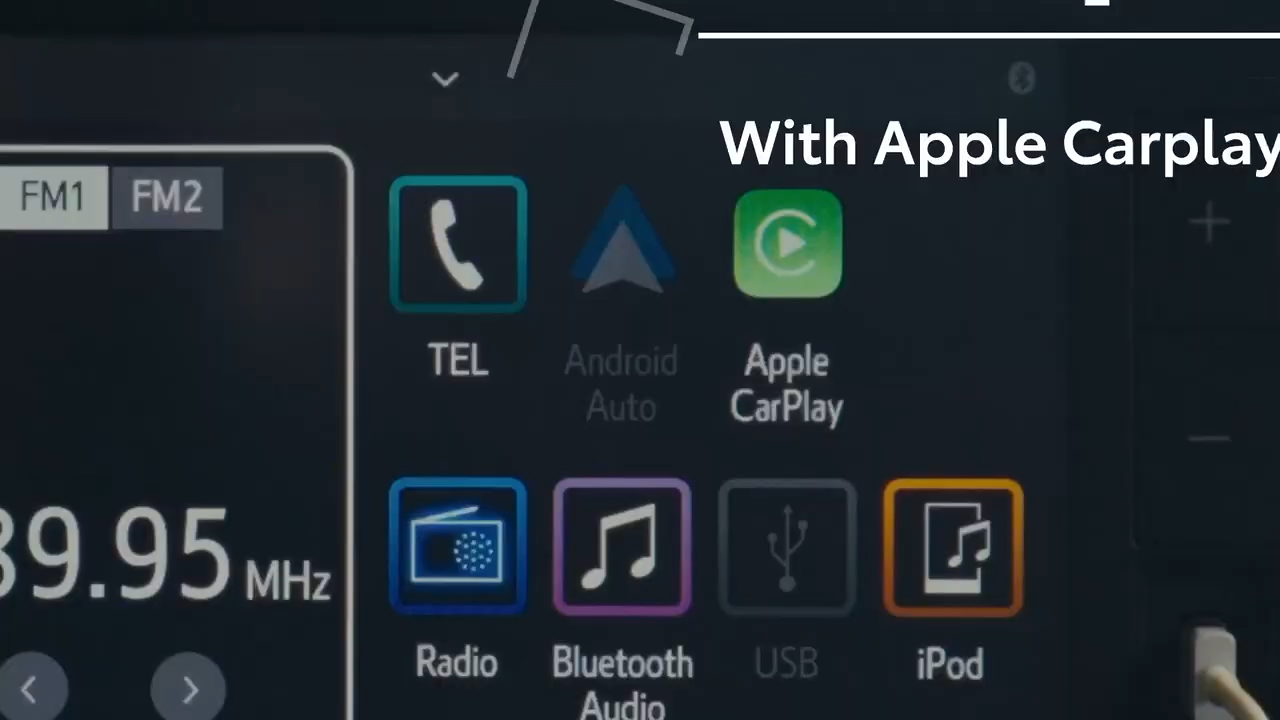 With Apple Carplay
FM1 FM2
TEL
Android
Auto
Apple
CarPlay
89.95 MHz
Radio
Bluetooth
Audio
USB
iPod